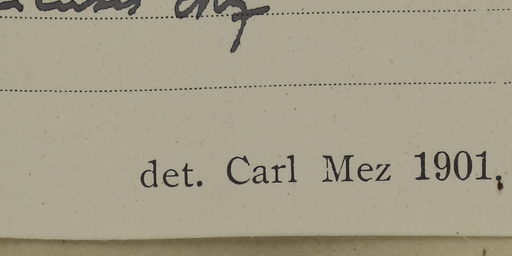 det. Carl Mez 1901.